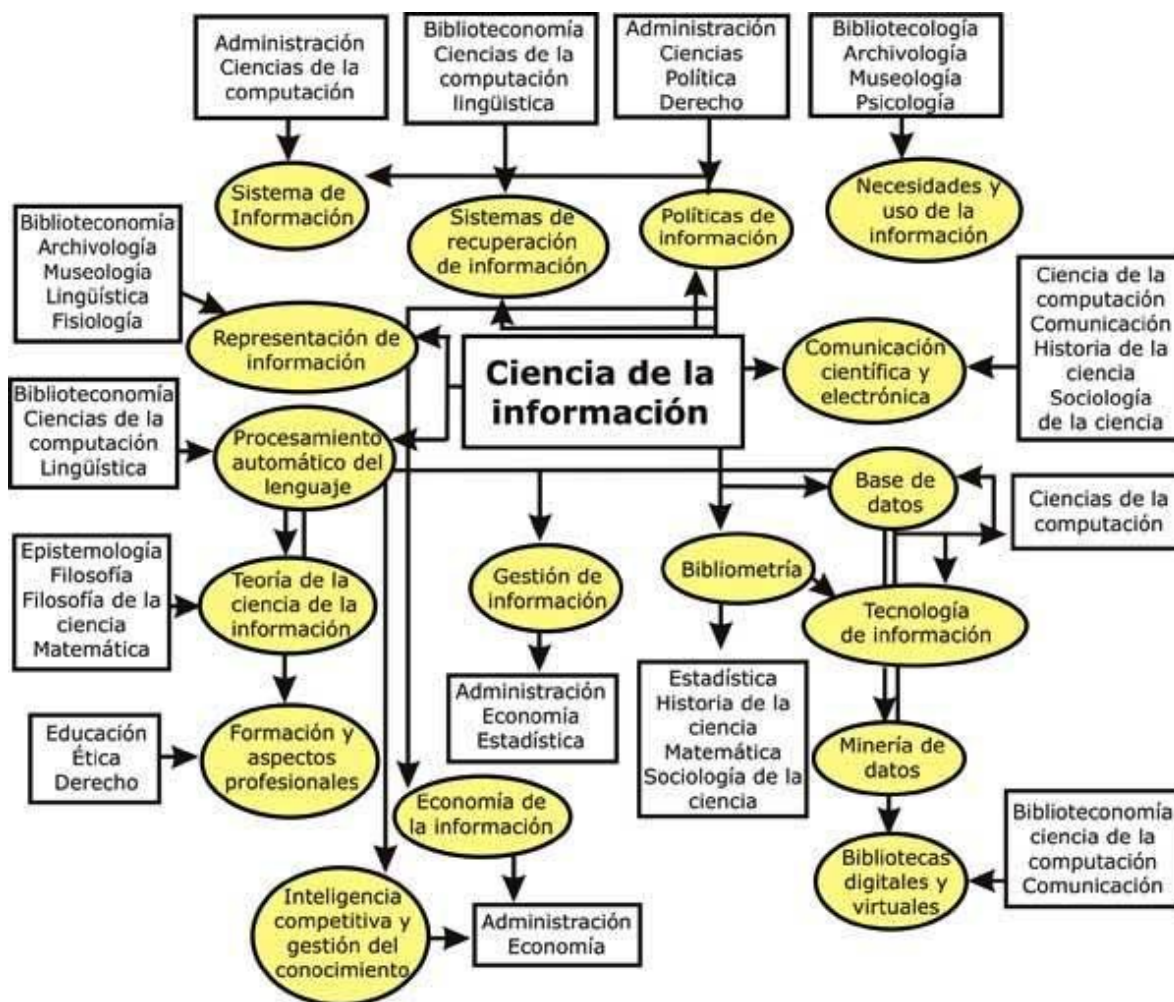 Administración
Ciencias de la
computación
Biblioteconomía
Ciencias de la
computación
lingüistica
Administración
Ciencias
Política
Derecho
Bibliotecología
Archivología
Museología
Psicología
Sistema de
Información
Sistemas de
recuperación
de información
Políticas de
información
Necesidades y
uso de la
información
Biblioteconomía
Archivología
Museología
Lingüística
Fisiología
Representación de
información
Ciencia de la
información
Comunicación
científica y
electrónica
Ciencia de la
computación
Comunicación
Historia de la
ciencia
Sociología
de la ciencia
Biblioteconomía
Ciencias de la
computación
Lingüística
Procesamiento
automático del
lenguaje
Base de
datos
Ciencias de la
computación
Epistemología
Filosofía
Filosofía de la
ciencia
Matemática
Teoría de la
ciencia de la
información
Gestión de
información
Bibliometría
Tecnología
de información
Administración
Economía
Estadística
Estadística
Historia de la
ciencia
Matemática
Sociología de la
ciencia
Educación
Ética
Derecho
Formación y
aspectos
profesionales
Minería de
datos
Economía de
la información
Bibliotecas
digitales y
virtuales
Biblioteconomía
ciencia de la
computación
Comunicación
Inteligencia
competitiva y
gestión del
conocimiento
Administración
Economía